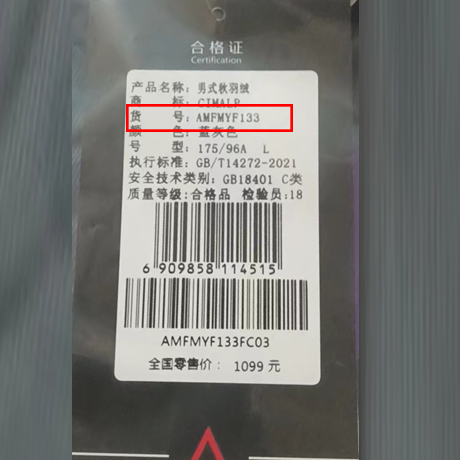 合格证
Certification
产品名称: 男式秋羽绒
商 标: CIMALP
货 号: AMFMYF133
颜 色: 蓝灰色
号 型: 175/96A L
执行标准: GB/T14272-2021
安全技术类别: GB18401 C类
质量等级: 合格品 检验员: 18
6 909858 114515
AMFMYF133FC03
全国零售价: 1099 元